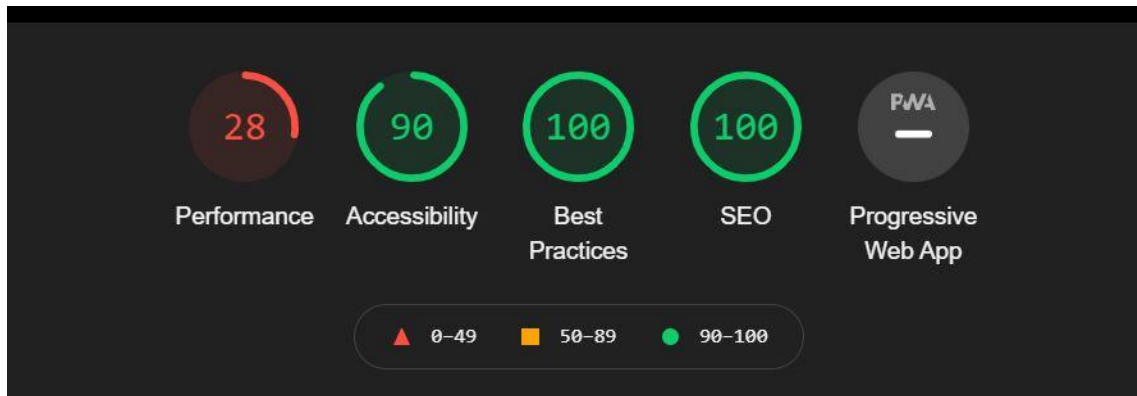 28
90
100
100
PWA
Performance
Accessibility
Best
Practices
SEO
Progressive
Web App
0–49
50–89
90–100